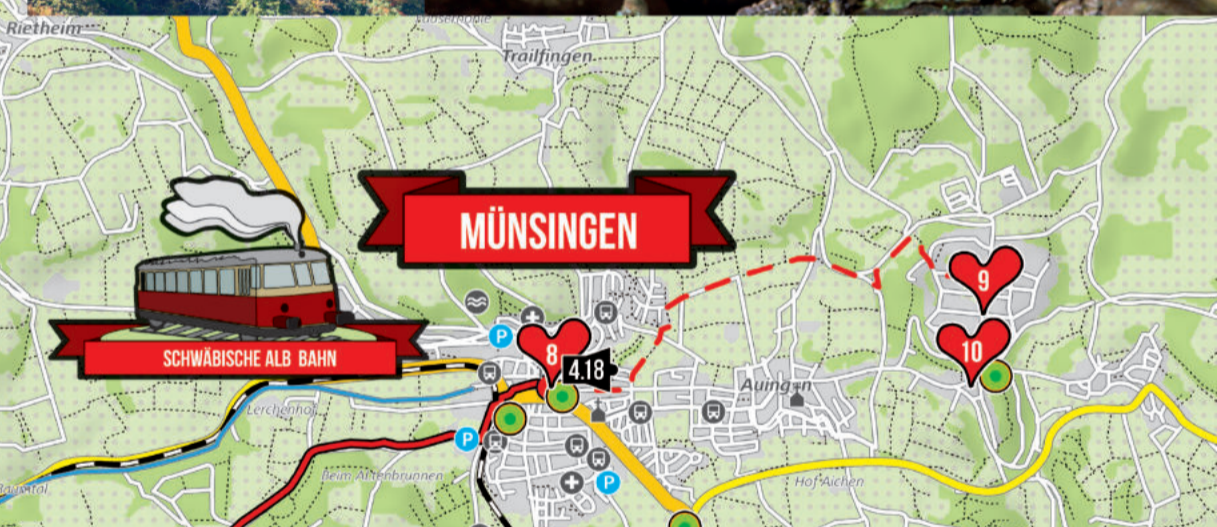 Rietheim
Trailfingen
MÜNSINGEN
SCHWÄBISCHE ALB BAHN
P
8
4.18
9
10
Auingen
Lerchenhof
P
Beim Altenbrunnen
P
Hof Aichen